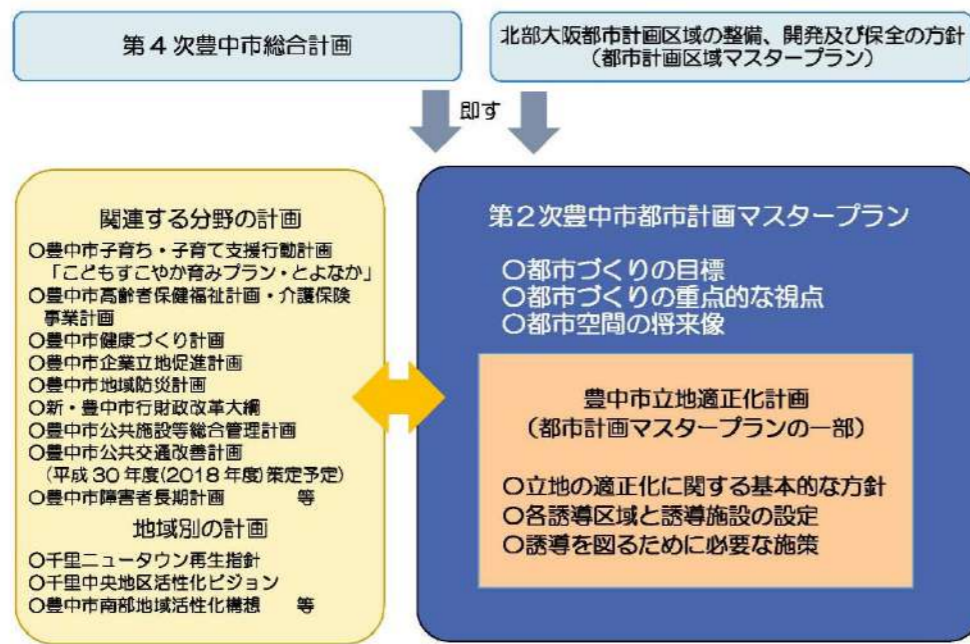 第4次豊中市総合計画
北部大阪都市計画区域の整備、開発及び保全の方針
（都市計画区域マスタープラン）
即す
関連する分野の計画
○豊中市子育ち・子育て支援行動計画
「こどもすこやか育みプラン・とよなか」
○豊中市高齢者保健福祉計画・介護保険
事業計画
○豊中市健康づくり計画
○豊中市企業立地促進計画
○豊中市地域防災計画
○新・豊中市行財政改革大綱
○豊中市公共施設等総合管理計画
○豊中市公共交通改善計画
（平成30年度(2018年度)策定予定）
○豊中市障害者長期計画　　等
地域別の計画
○千里ニュータウン再生指針
○千里中央地区活性化ビジョン
○豊中市南部地域活性化構想　　等
第2次豊中市都市計画マスタープラン
○都市づくりの目標
○都市づくりの重点的な視点
○都市空間の将来像
豊中市立地適正化計画
（都市計画マスタープランの一部）
○立地の適正化に関する基本的な方針
○各誘導区域と誘導施設の設定
○誘導を図るために必要な施策